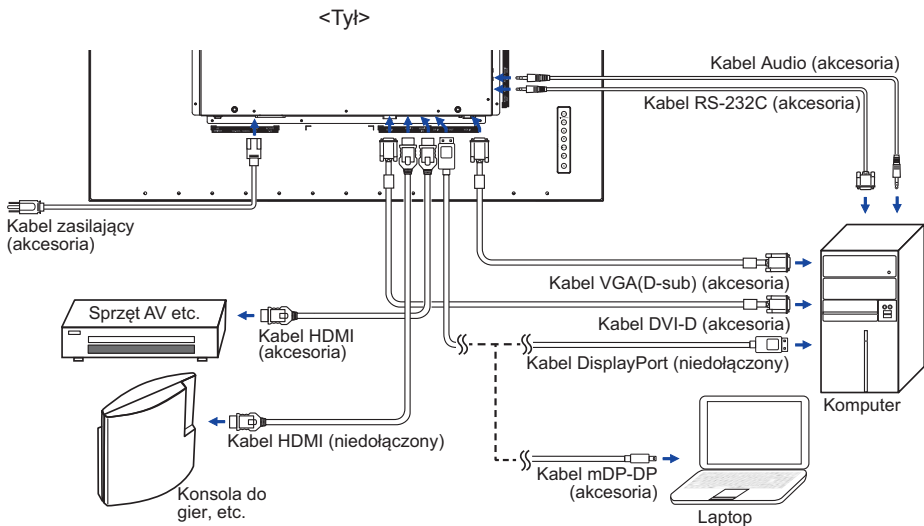 <Tył>
Kabel Audio (akcesoria)
Kabel RS-232C (akcesoria)
Kabel zasilający
(akcesoria)
Kabel VGA(D-sub) (akcesoria)
Sprzęt AV etc.
Kabel HDMI
(akcesoria)
Kabel DVI-D (akcesoria)
Kabel DisplayPort (niedołączony)
Komputer
Kabel HDMI (niedołączony)
Kabel mDP-DP
(akcesoria)
Konsola do
gier, etc.
Laptop